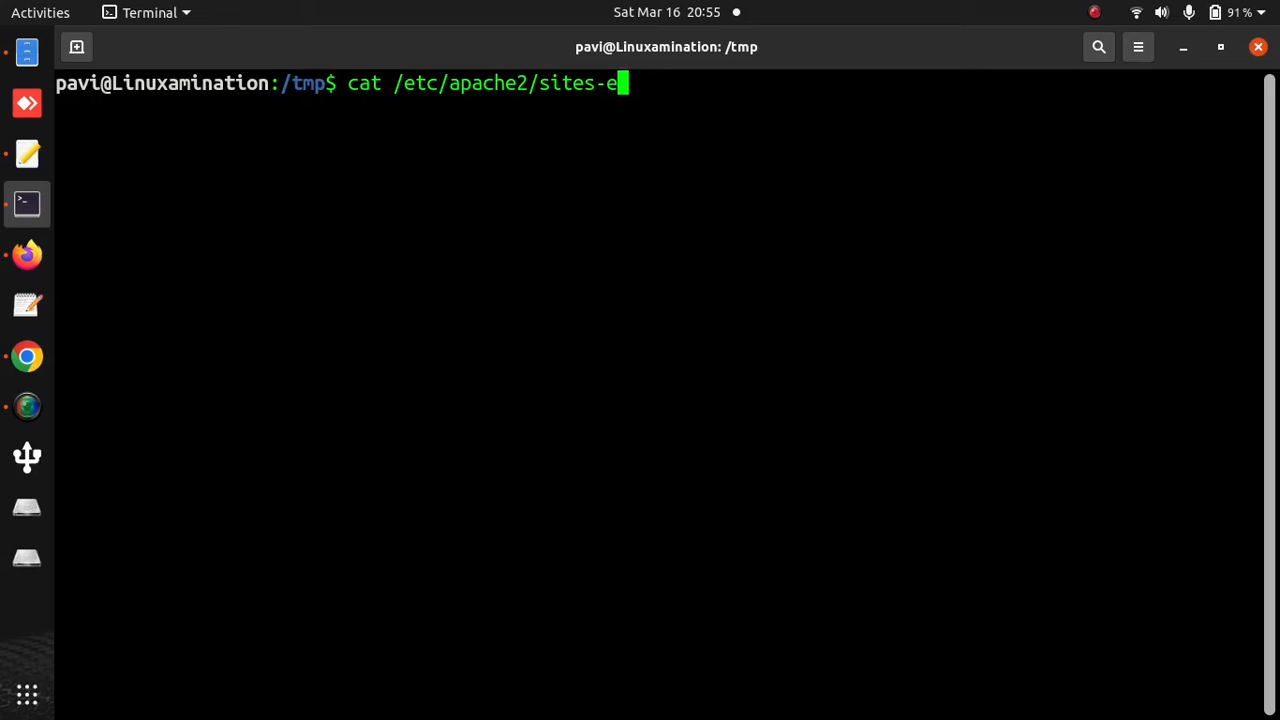 Activities Terminal Sat Mar 16 20:55 91%
pavi@Linuxamination: /tmp
pavi@Linuxamination:/tmp$ cat /etc/apache2/sites-e